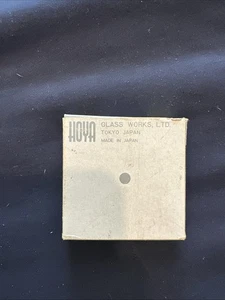 HOYA GLASS WORKS, LTD.
TOKYO JAPAN
MADE IN JAPAN